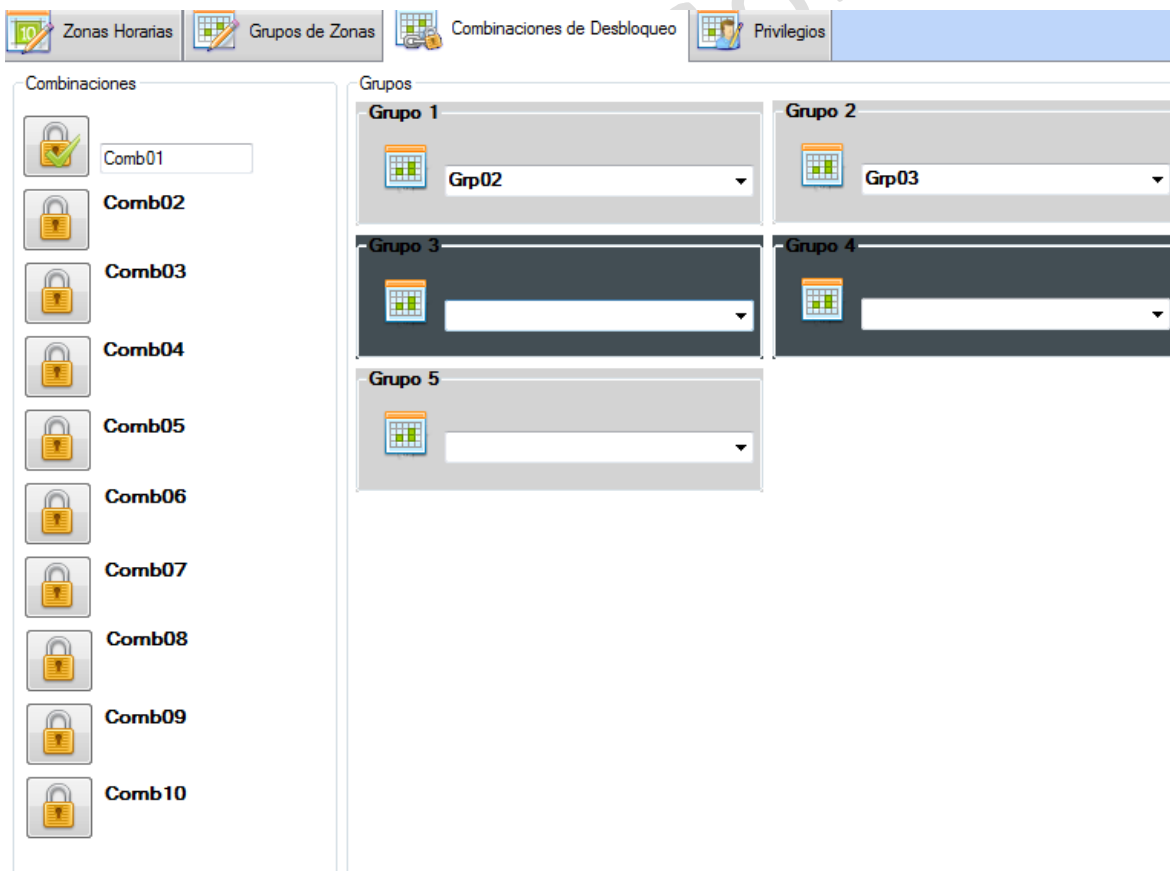 Zonas Horarias
Grupos de Zonas
Combinaciones de Desbloqueo
Privilegios
Combinaciones
Comb01
Comb02
Comb03
Comb04
Comb05
Comb06
Comb07
Comb08
Comb09
Comb10
Grupos
Grupo 1
Grp02
Grupo 2
Grp03
Grupo 3
Grupo 4
Grupo 5